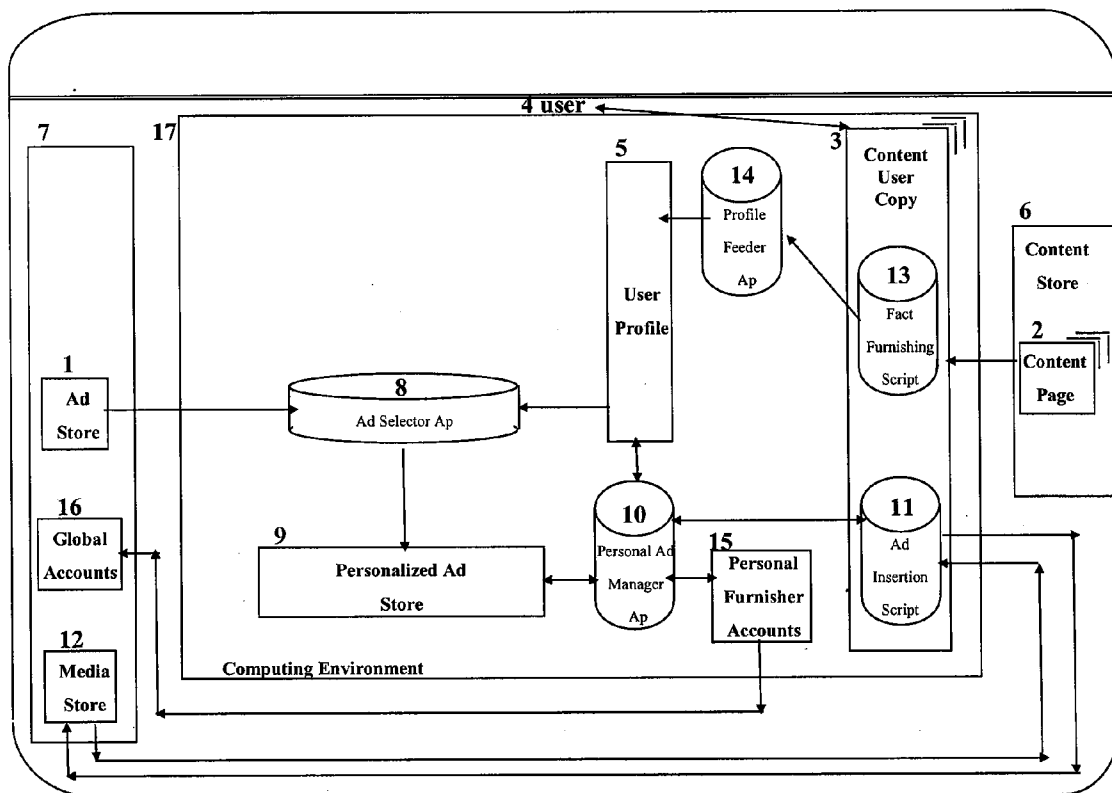 4 user
7
17
3
Content
User
Copy
5
14
Profile
Feeder
Ap
6
Content
Store
13
Fact
Furnishing
Script
User
Profile
2
Content
Page
1
Ad
Store
8
Ad Selector Ap
16
Global
Accounts
9
Personalized Ad
Store
10
Personal Ad
Manager
Ap
15
Personal
Furnisher
Accounts
11
Ad
Insertion
Script
12
Media
Store
Computing Environment